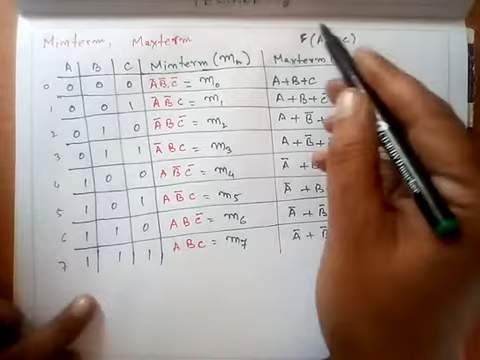 Minterm, Maxterm F(A C)
A B C Minterm (mn) Maxterm
0 0 0 0 A̅B̅C̅ = m0 A+B+C
1 0 0 1 A̅B̅C = m1 A+B+C̅
2 0 1 0 A̅BC̅ = m2 A+B̅+
3 0 1 1 A̅BC = m3 A+B̅+
4 1 0 0 AB̅C̅ = m4 A̅+B
5 1 0 1 AB̅C = m5 A̅+B
6 1 1 0 ABC̅ = m6 A̅+B̅
7 1 1 1 ABC = m7 A̅+B̅